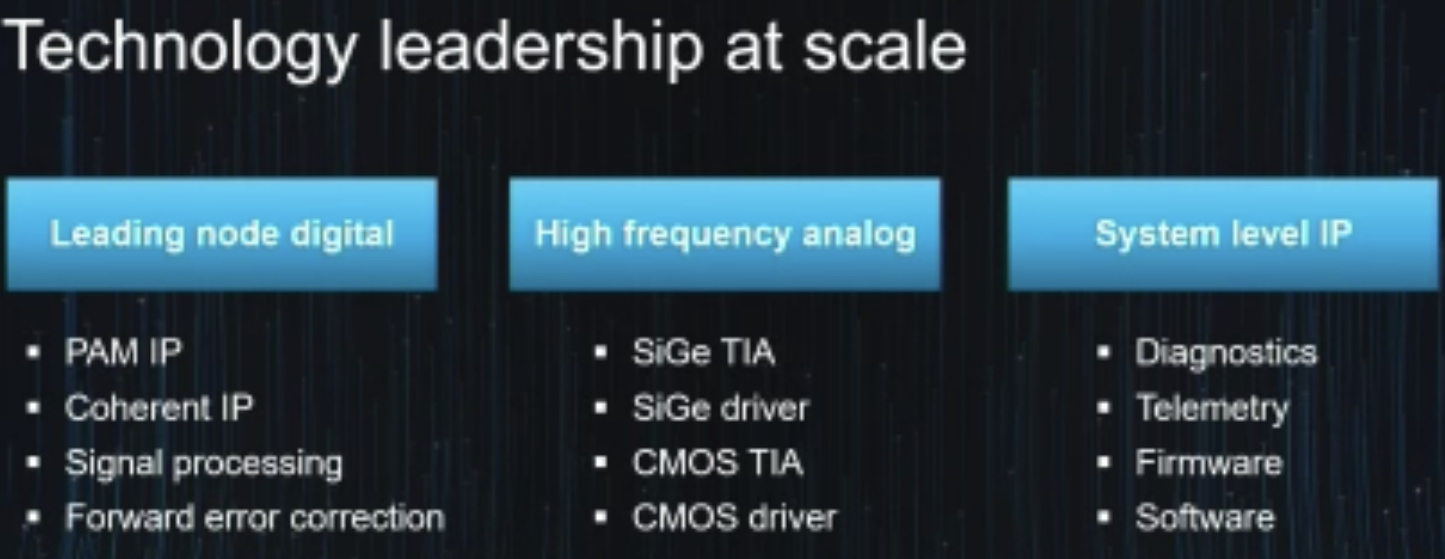 Technology leadership at scale
Leading node digital
PAM IP
Coherent IP
Signal processing
Forward error correction
High frequency analog
SiGe TIA
SiGe driver
CMOS TIA
CMOS driver
System level IP
Diagnostics
Telemetry
Firmware
Software